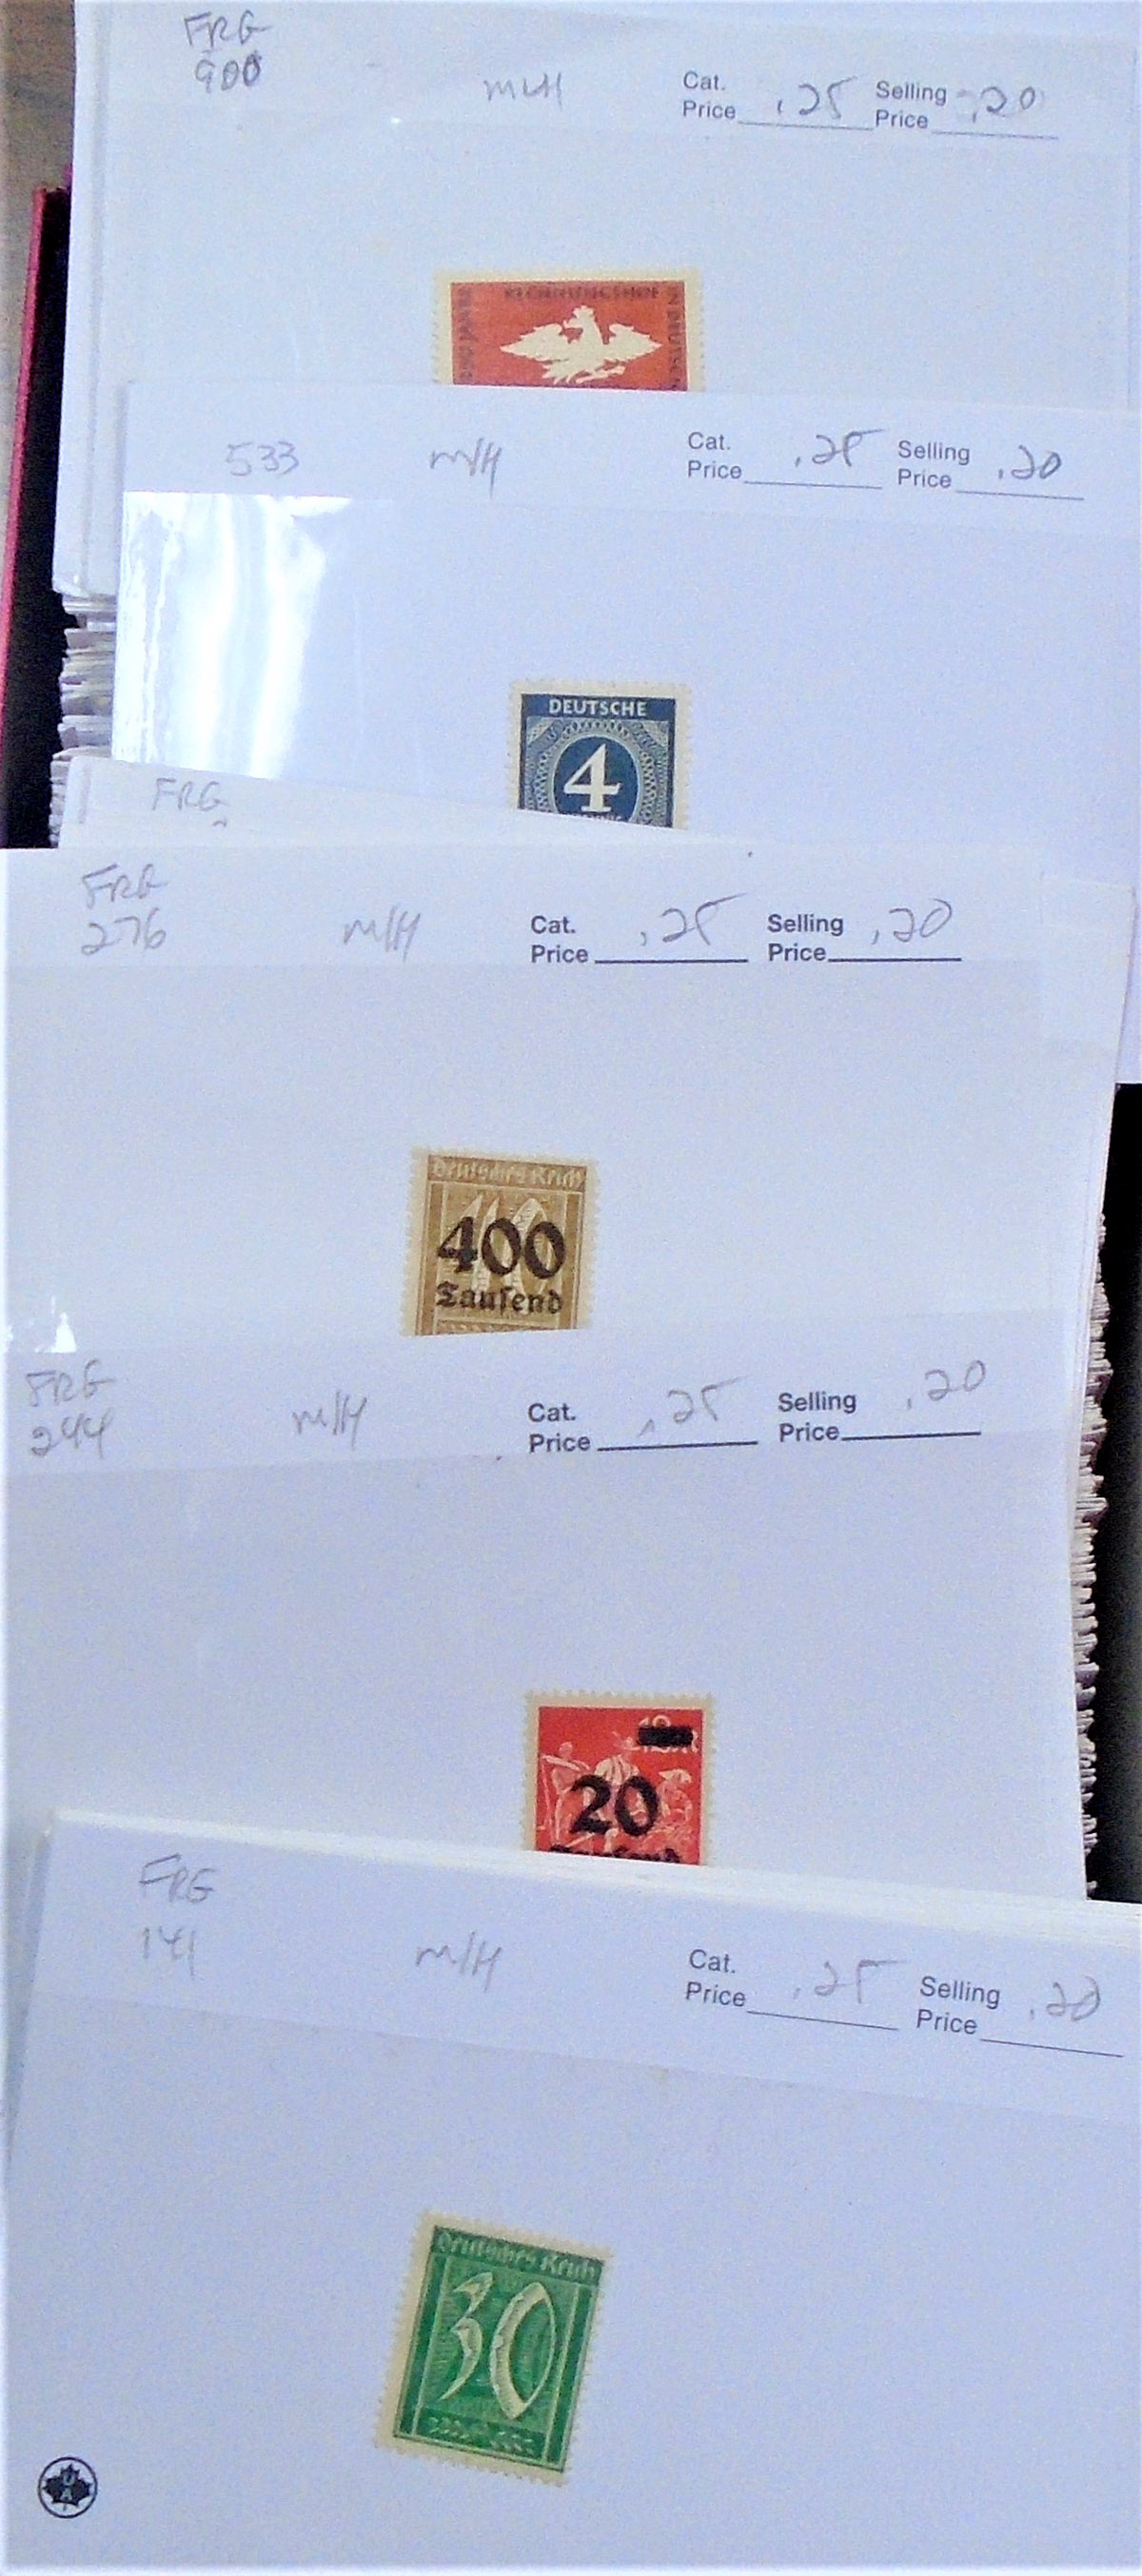 FRG
900
MLH
Cat.
Price .25
Selling
Price .20
RECHNUNGSHOF
533
M/H
Cat.
Price .25
Selling
Price .20
DEUTSCHE
4
FRG
FRG
276
M/H
Cat.
Price .25
Selling
Price .20
Deutsches Reich
400
Tausend
FRG
244
M/H
Cat.
Price .25
Selling
Price .20
20
FRG
141
M/H
Cat.
Price .25
Selling
Price .20
Deutsches Reich
30